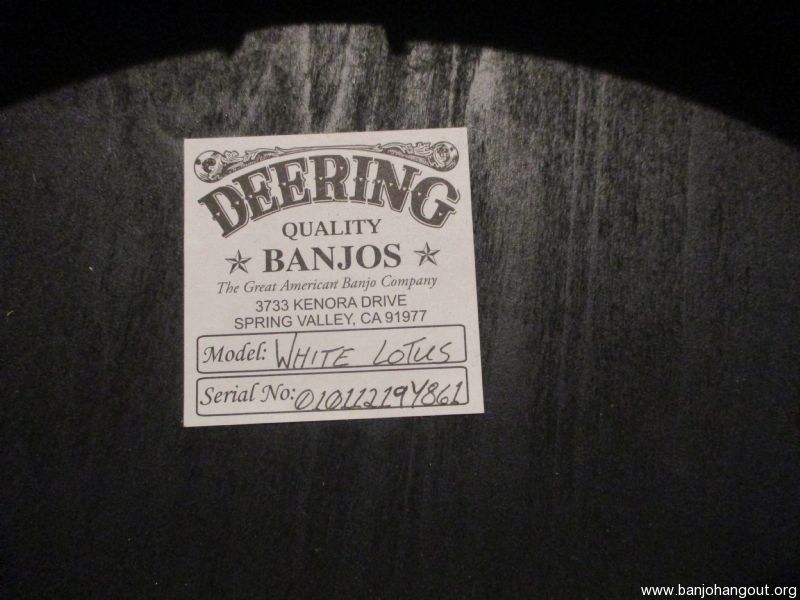 DEERING
QUALITY
BANJOS
The Great American Banjo Company
3733 KENORA DRIVE
SPRING VALLEY, CA 91977
Model: WHITE LOTUS
Serial No: 01011219Y861
www.banjohangout.org